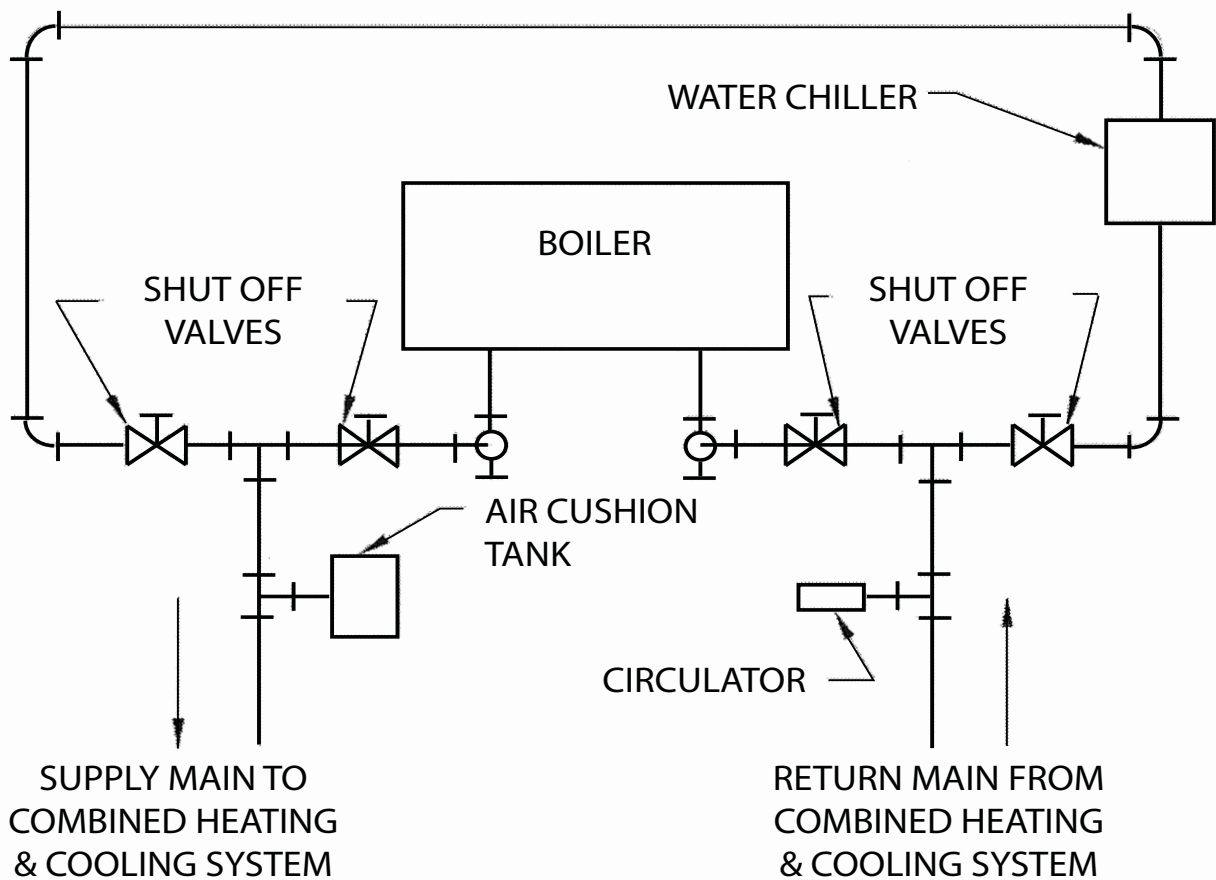 WATER CHILLER
BOILER
SHUT OFF
VALVES
SHUT OFF
VALVES
AIR CUSHION
TANK
CIRCULATOR
SUPPLY MAIN TO
COMBINED HEATING
& COOLING SYSTEM
RETURN MAIN FROM
COMBINED HEATING
& COOLING SYSTEM